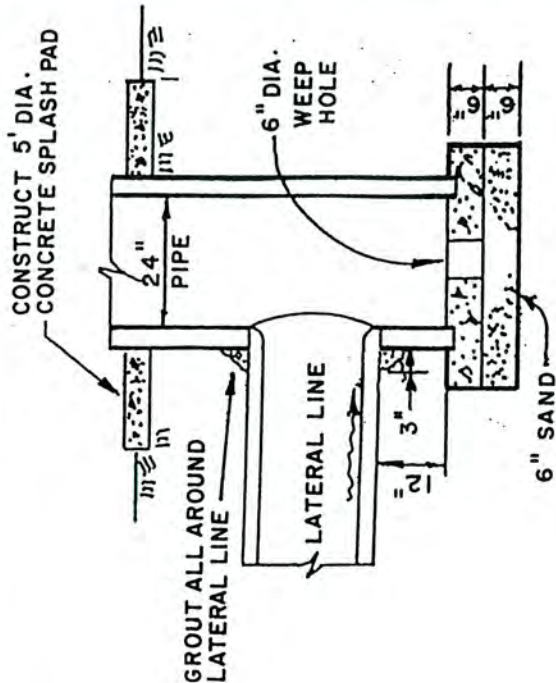 CONSTRUCT 5' DIA.
CONCRETE SPLASH PAD
24"
PIPE
6" DIA.
WEEP
HOLE
GROUT ALL AROUND
LATERAL LINE
LATERAL LINE
3"
12"
6"
6"
6" SAND